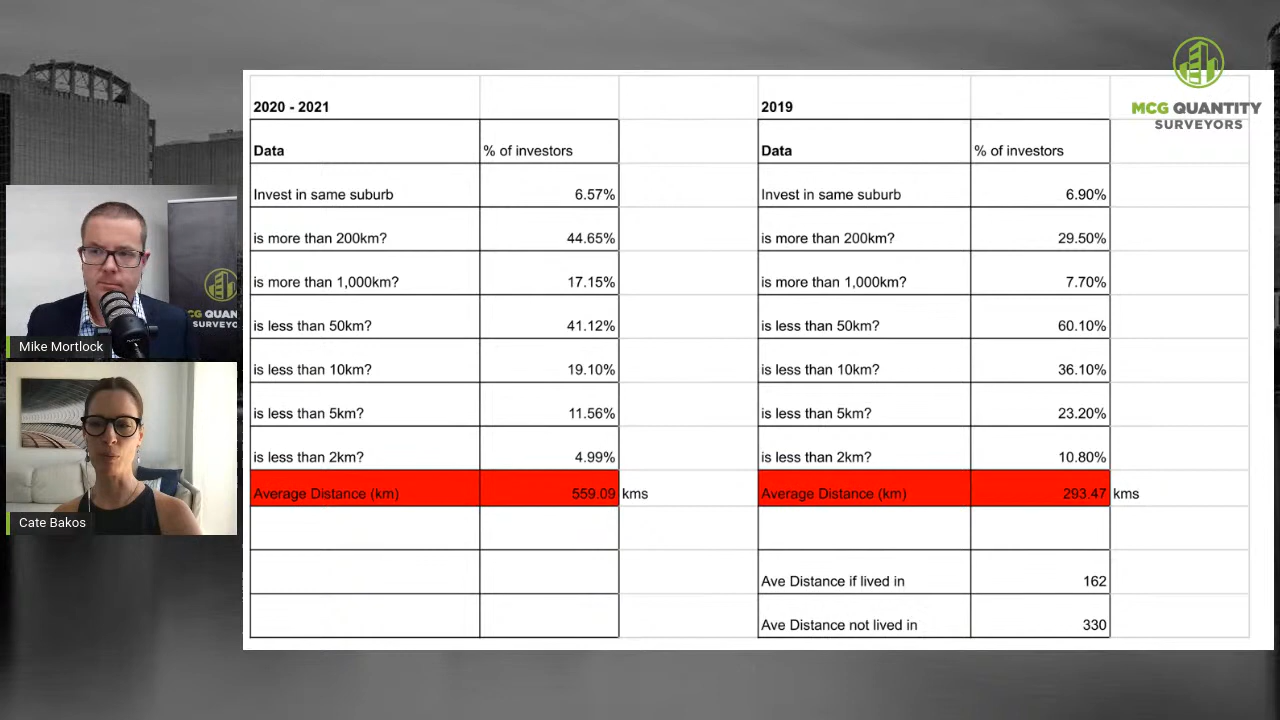 MCG QUANTITY
SURVEYORS
2020 - 2021
Data % of investors
Invest in same suburb 6.57%
is more than 200km? 44.65%
is more than 1,000km? 17.15%
is less than 50km? 41.12%
is less than 10km? 19.10%
is less than 5km? 11.56%
is less than 2km? 4.99%
Average Distance (km) 559.09 kms
2019
Data % of investors
Invest in same suburb 6.90%
is more than 200km? 29.50%
is more than 1,000km? 7.70%
is less than 50km? 60.10%
is less than 10km? 36.10%
is less than 5km? 23.20%
is less than 2km? 10.80%
Average Distance (km) 293.47 kms
Ave Distance if lived in 162
Ave Distance not lived in 330
MCG QUAN
SURVEYO
Mike Mortlock
Cate Bakos